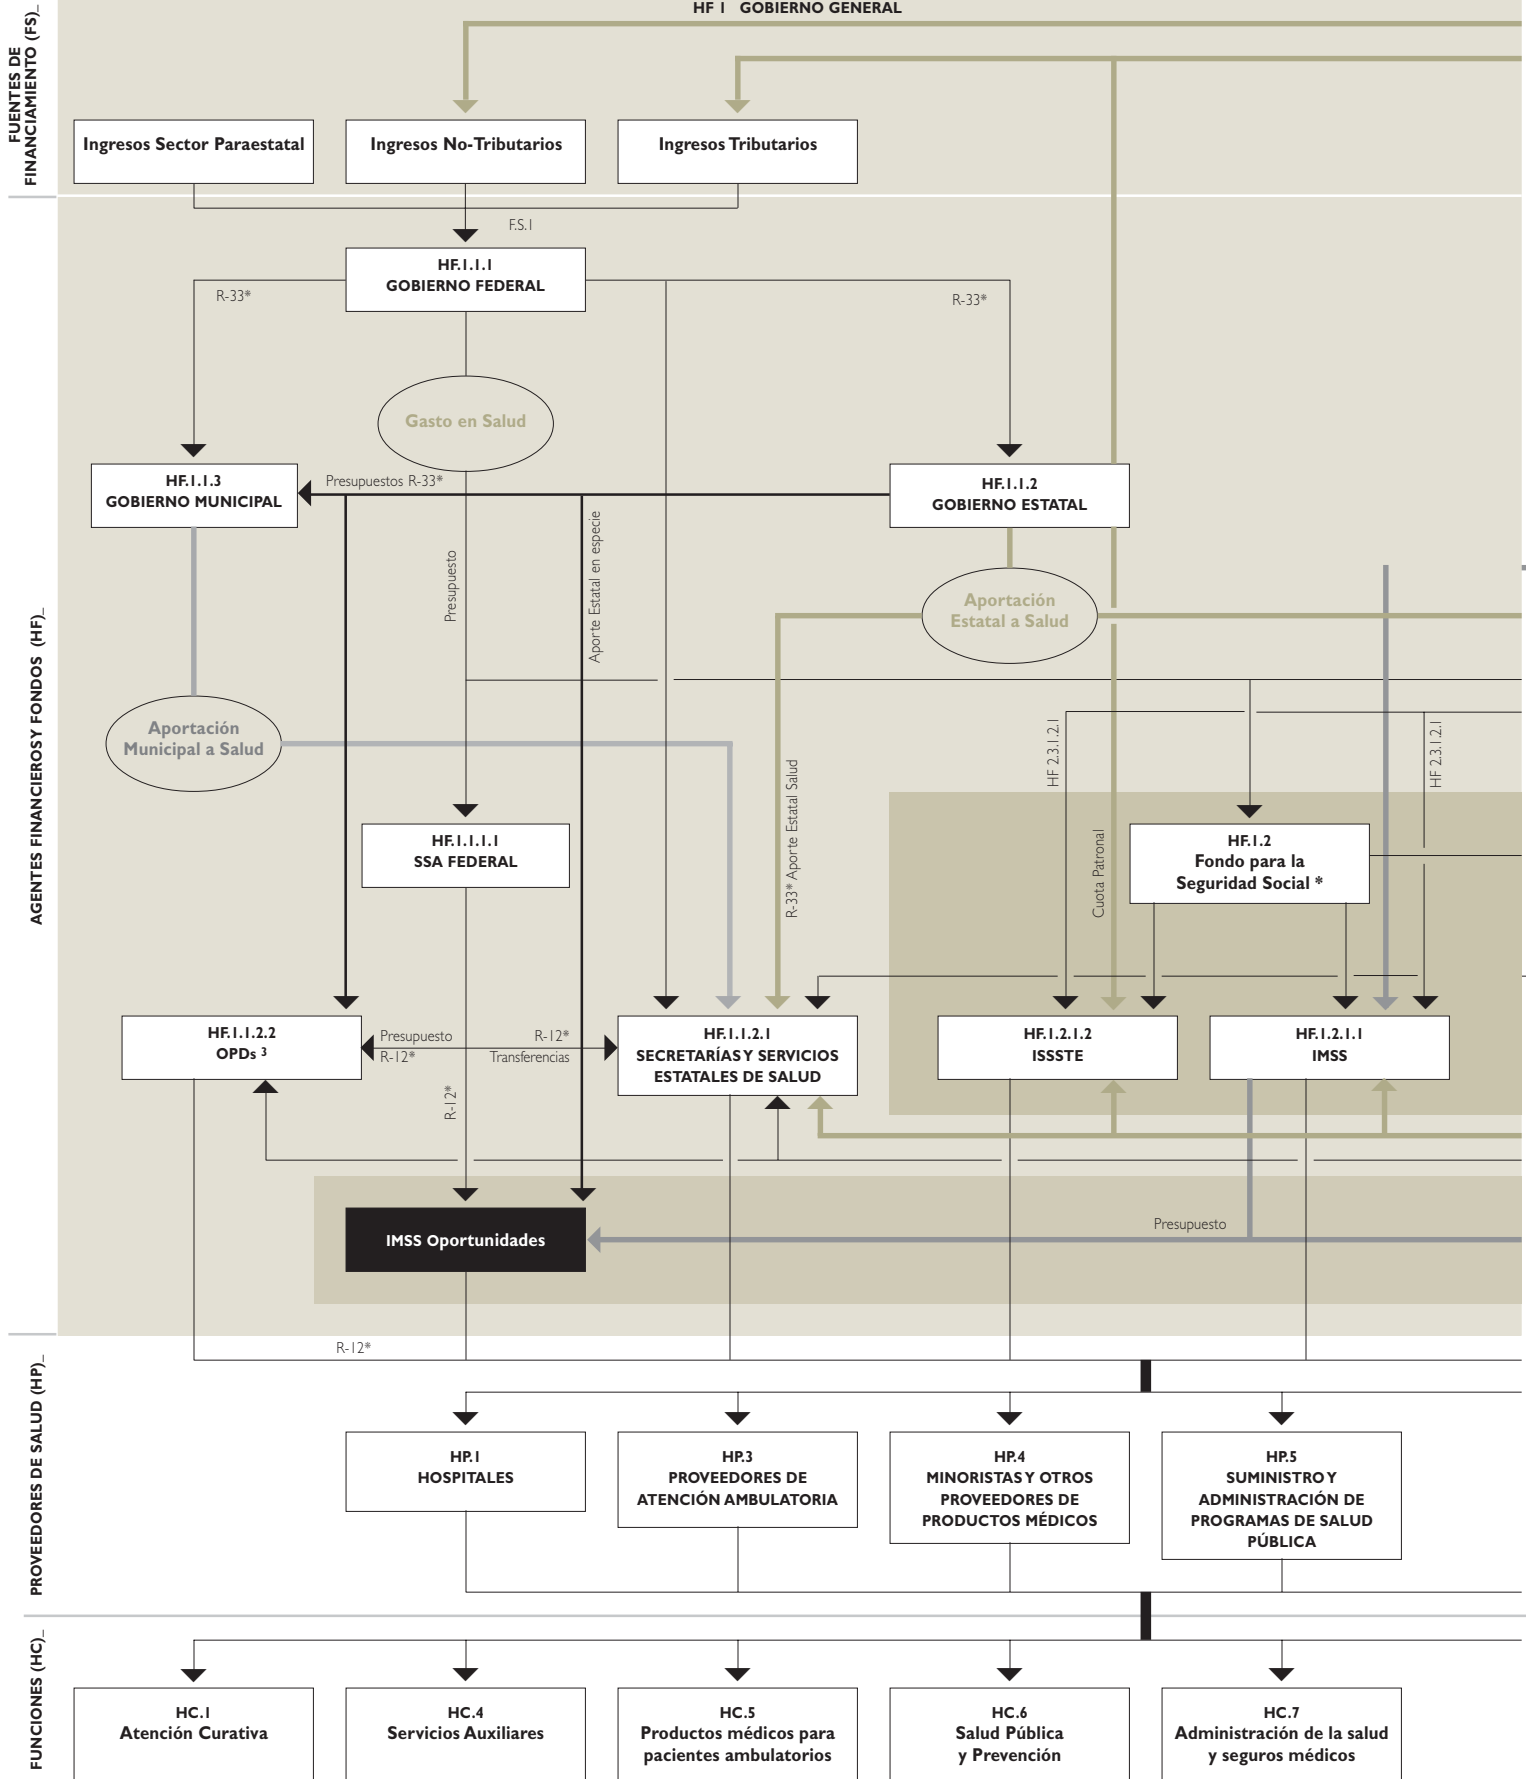 HF 1 GOBIERNO GENERAL
FUENTES DE
FINANCIAMIENTO (FS)_
Ingresos Sector Paraestatal
Ingresos No-Tributarios
Ingresos Tributarios
F.S.1
HF.1.1.1
GOBIERNO FEDERAL
R-33*
R-33*
Gasto en Salud
HF.1.1.3
GOBIERNO MUNICIPAL
Presupuestos R-33*
HF.1.1.2
GOBIERNO ESTATAL
Presupuesto
Aporte Estatal en especie
Aportación
Estatal a Salud
AGENTES FINANCIEROS Y FONDOS (HF)_
Aportación
Municipal a Salud
HF 2.3.1.2.1
HF 2.3.1.2.1
R-33* Aporte Estatal Salud
Cuota Patronal
HF.1.1.1.1
SSA FEDERAL
HF.1.2
Fondo para la
Seguridad Social *
HF.1.1.2.2
OPDs 3
Presupuesto
R-12*
R-12*
Transferencias
R-12*
HF.1.1.2.1
SECRETARÍAS Y SERVICIOS
ESTATALES DE SALUD
HF.1.2.1.2
ISSSTE
HF.1.2.1.1
IMSS
IMSS Oportunidades
Presupuesto
R-12*
PROVEEDORES DE SALUD (HP)_
HP.1
HOSPITALES
HP.3
PROVEEDORES DE
ATENCIÓN AMBULATORIA
HP.4
MINORISTAS Y OTROS
PROVEEDORES DE
PRODUCTOS MÉDICOS
HP.5
SUMINISTRO Y
ADMINISTRACIÓN DE
PROGRAMAS DE SALUD
PÚBLICA
FUNCIONES (HC)_
HC.1
Atención Curativa
HC.4
Servicios Auxiliares
HC.5
Productos médicos para
pacientes ambulatorios
HC.6
Salud Pública
y Prevención
HC.7
Administración de la salud
y seguros médicos